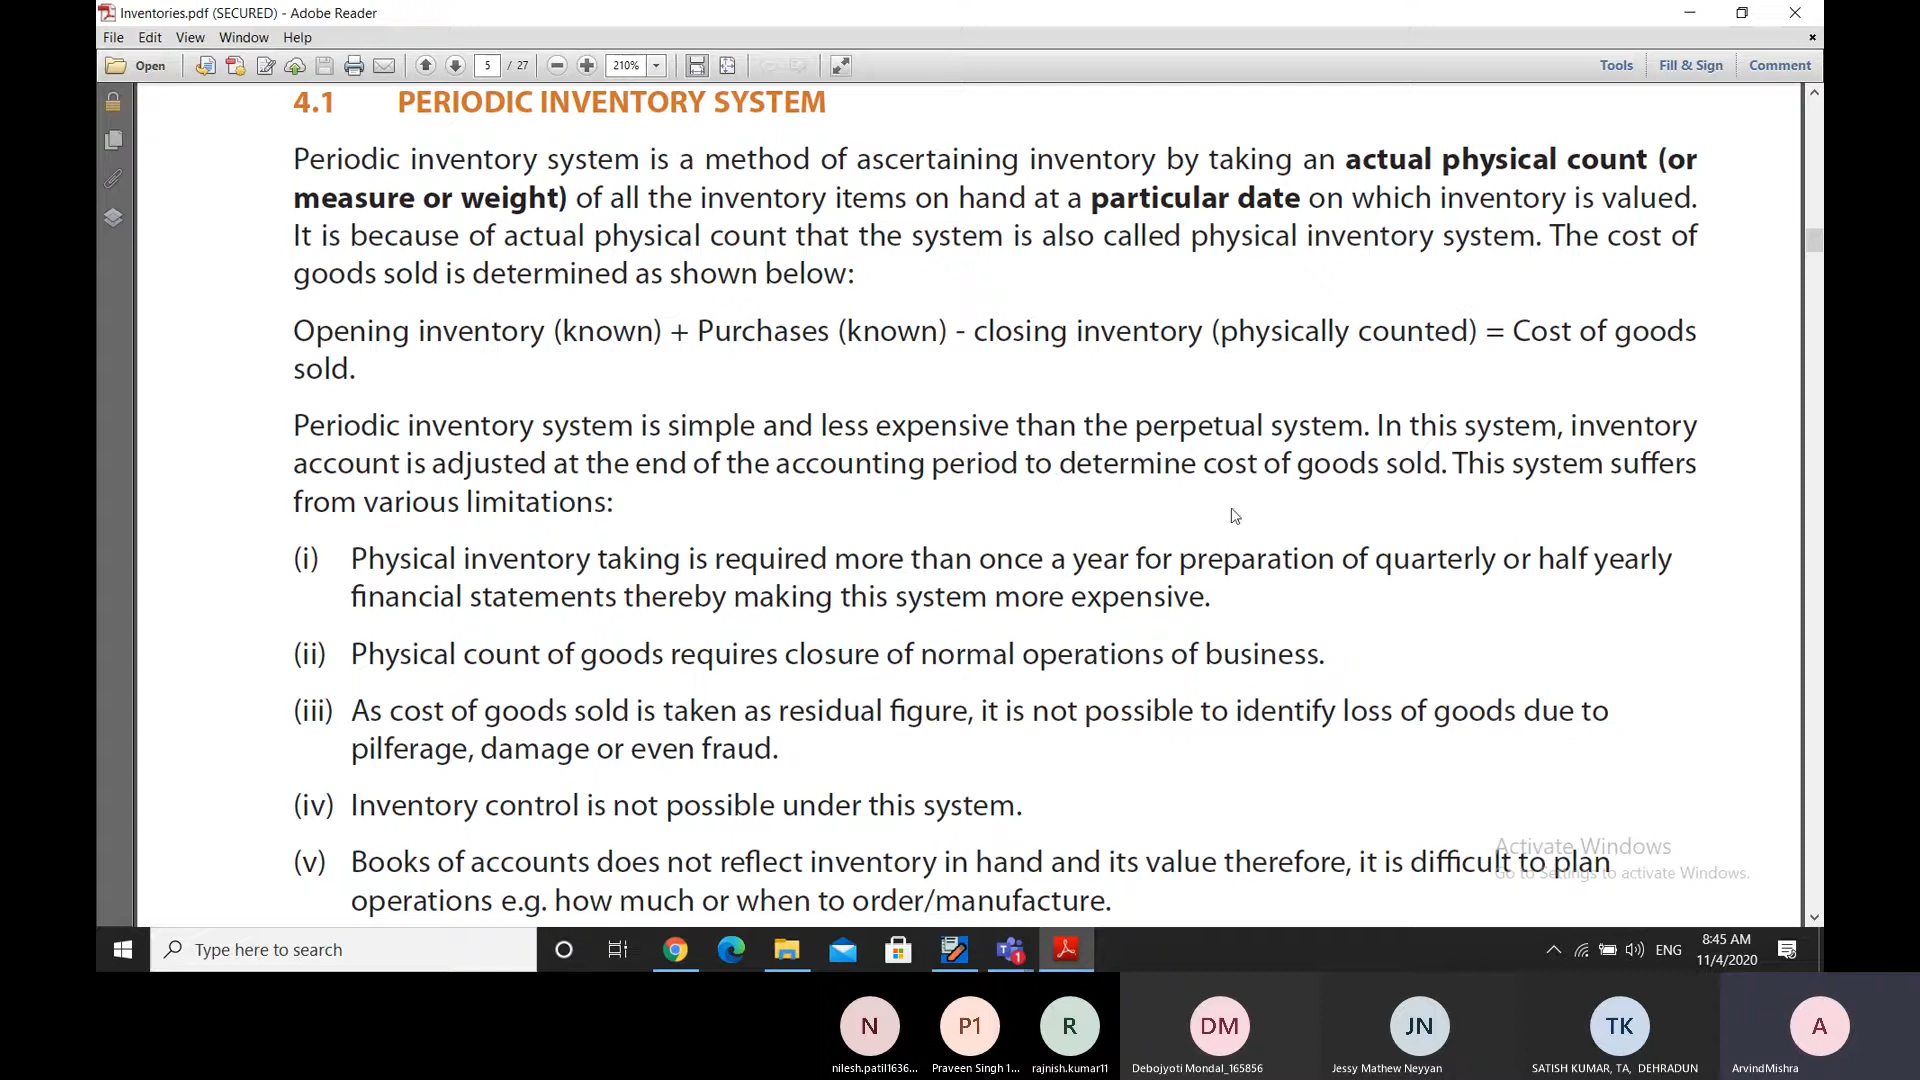 Inventories.pdf (SECURED) - Adobe Reader
File Edit View Window Help
Open 5 / 27 210% Tools Fill & Sign Comment
4.1 PERIODIC INVENTORY SYSTEM
Periodic inventory system is a method of ascertaining inventory by taking an actual physical count (or
measure or weight) of all the inventory items on hand at a particular date on which inventory is valued.
It is because of actual physical count that the system is also called physical inventory system. The cost of
goods sold is determined as shown below:
Opening inventory (known) + Purchases (known) - closing inventory (physically counted) = Cost of goods
sold.
Periodic inventory system is simple and less expensive than the perpetual system. In this system, inventory
account is adjusted at the end of the accounting period to determine cost of goods sold. This system suffers
from various limitations:
(i) Physical inventory taking is required more than once a year for preparation of quarterly or half yearly
financial statements thereby making this system more expensive.
(ii) Physical count of goods requires closure of normal operations of business.
(iii) As cost of goods sold is taken as residual figure, it is not possible to identify loss of goods due to
pilferage, damage or even fraud.
(iv) Inventory control is not possible under this system.
Activate Windows
(v) Books of accounts does not reflect inventory in hand and its value therefore, it is difficult to plan
Go to Settings to activate Windows.
operations e.g. how much or when to order/manufacture.
Type here to search 1 ENG 8:45 AM
11/4/2020
N P1 R DM JN TK A
nilesh.patil1636... Praveen Singh 1... rajnish.kumar11 Debojyoti Mondal_165856 Jessy Mathew Neyyan SATISH KUMAR, TA, DEHRADUN ArvindMishra